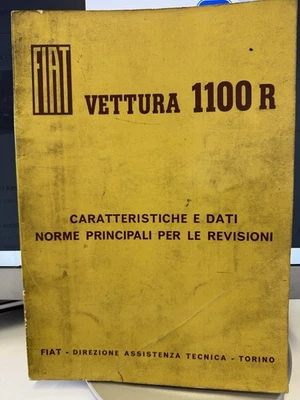 FIAT
VETTURA 1100 R
CARATTERISTICHE E DATI
NORME PRINCIPALI PER LE REVISIONI
FIAT - DIREZIONE ASSISTENZA TECNICA - TORINO